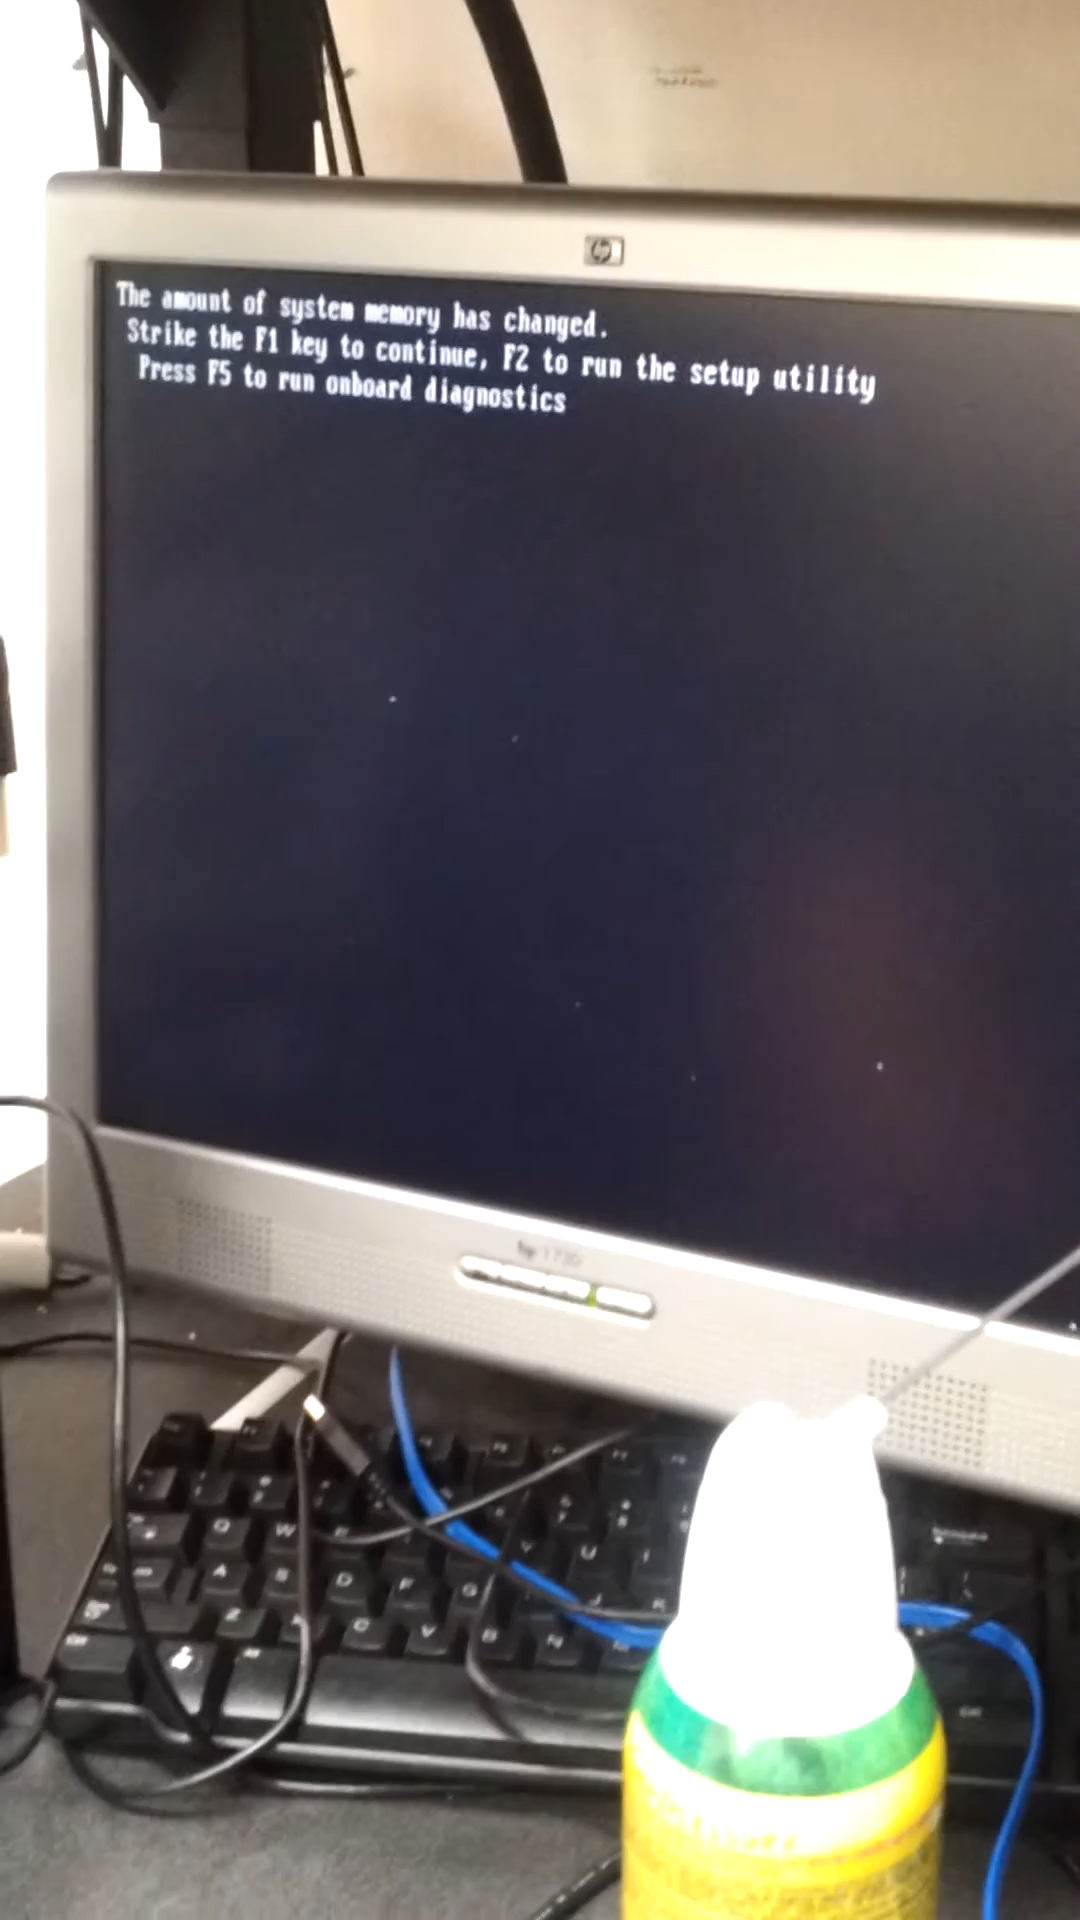 hp
The amount of system memory has changed.
Strike the F1 key to continue, F2 to run the setup utility
Press F5 to run onboard diagnostics
Q
W
A
S
D
F
G
Z
C
V
B
N
Y
U
J
K